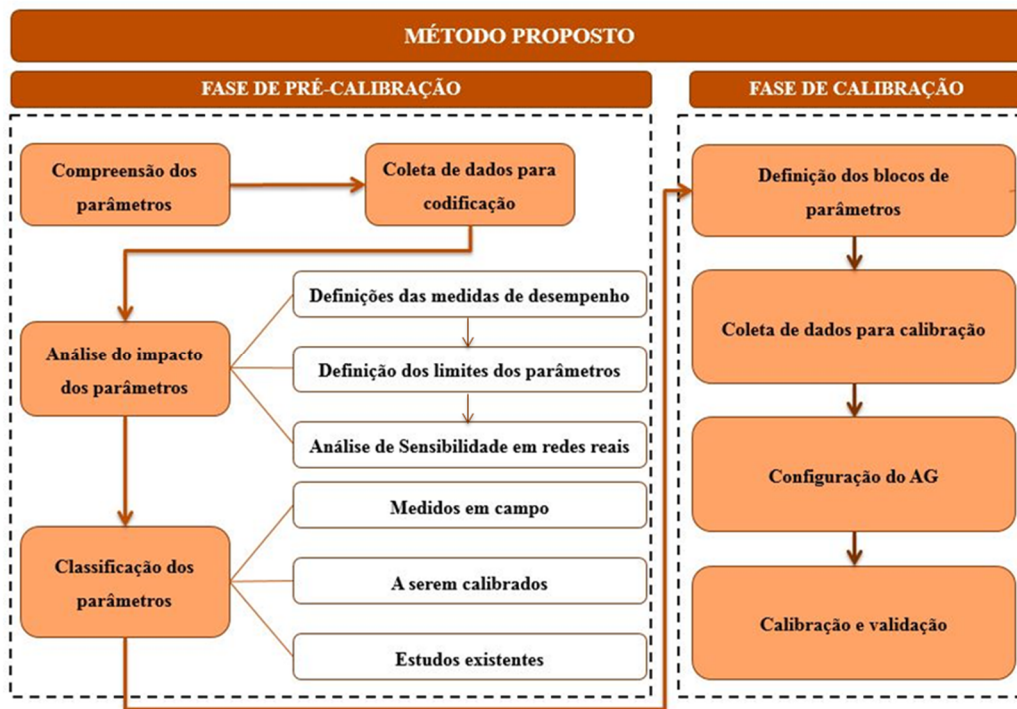 MÉTODO PROPOSTO
FASE DE PRÉ-CALIBRAÇÃO
Compreensão dos
parâmetros
Coleta de dados para
codificação
Análise do impacto
dos parâmetros
Definições das medidas de desempenho
Definição dos limites dos parâmetros
Análise de Sensibilidade em redes reais
Classificação dos
parâmetros
Medidos em campo
A serem calibrados
Estudos existentes
FASE DE CALIBRAÇÃO
Definição dos blocos de
parâmetros
Coleta de dados para calibração
Configuração do AG
Calibração e validação